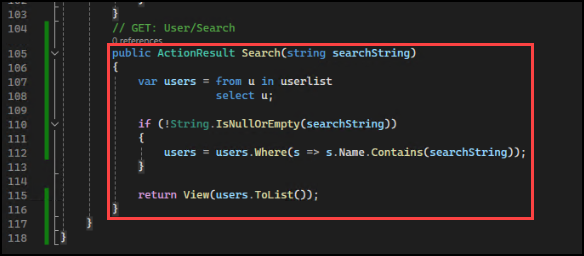 102 }
103 }
104 // GET: User/Search
0 references
105 public ActionResult Search(string searchString)
106 {
107 var users = from u in userlist
108 select u;
109
110 if (!String.IsNullOrEmpty(searchString))
111 {
112 users = users.Where(s => s.Name.Contains(searchString));
113 }
114
115 return View(users.ToList());
116 }
117 }
118 }